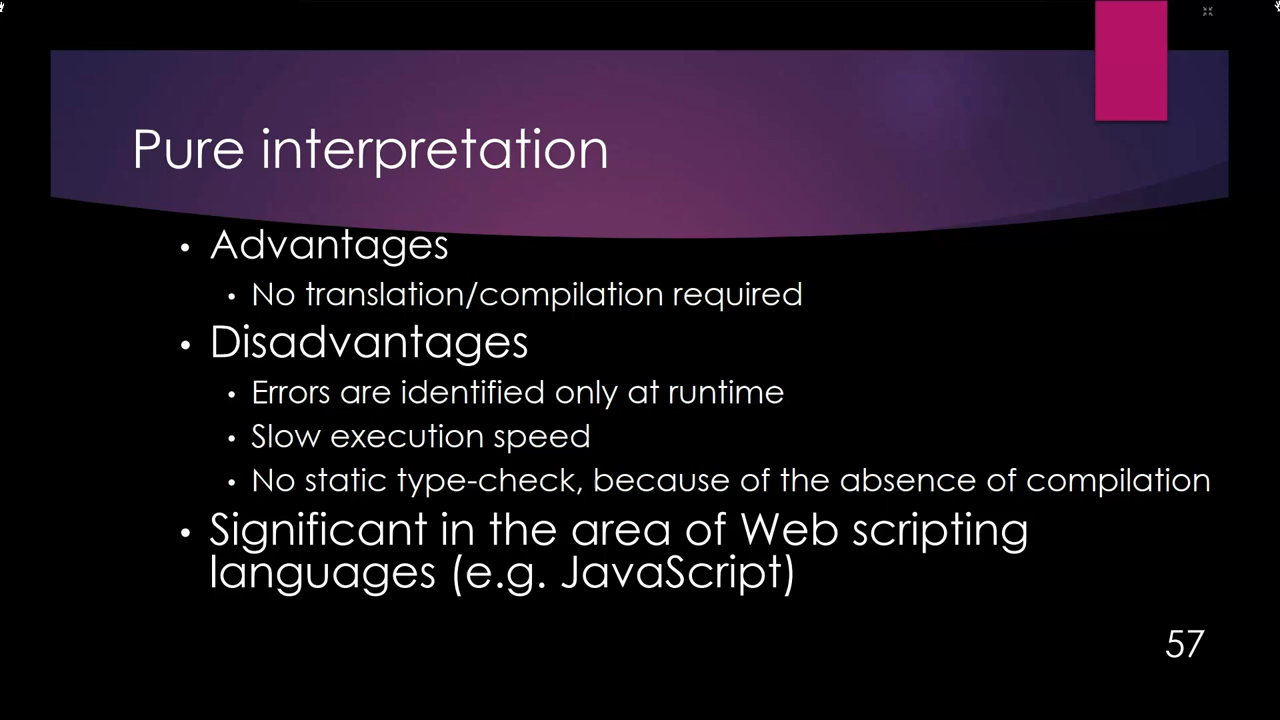 Pure interpretation
• Advantages
• No translation/compilation required
• Disadvantages
• Errors are identified only at runtime
• Slow execution speed
• No static type-check, because of the absence of compilation
• Significant in the area of Web scripting
languages (e.g. JavaScript)
57